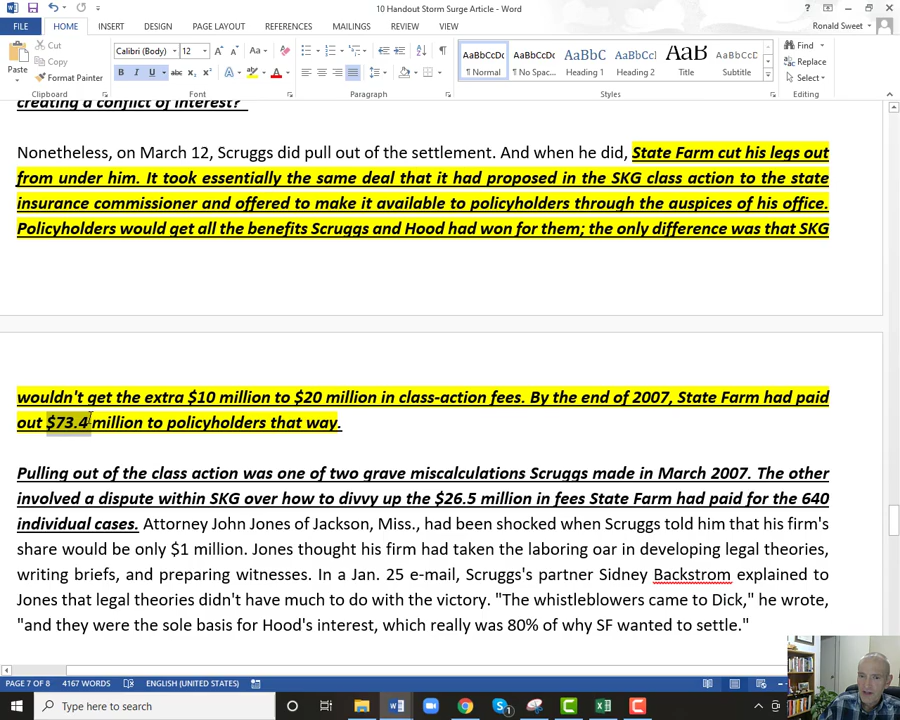 10 Handout Storm Surge Article - Word
FILE HOME INSERT DESIGN PAGE LAYOUT REFERENCES MAILINGS REVIEW VIEW Ronald Sweet
Paste Cut Copy Format Painter
Calibri (Body) 12
AaBbCcDc AaBbCcDc AaBbC AaBbCcl AaB AaBbCcD
¶ Normal ¶ No Spac... Heading 1 Heading 2 Title Subtitle
Find Replace Select
Clipboard Font Paragraph Styles Editing
creating a conflict of interest?
Nonetheless, on March 12, Scruggs did pull out of the settlement. And when he did, State Farm cut his legs out
from under him. It took essentially the same deal that it had proposed in the SKG class action to the state
insurance commissioner and offered to make it available to policyholders through the auspices of his office.
Policyholders would get all the benefits Scruggs and Hood had won for them; the only difference was that SKG
wouldn't get the extra $10 million to $20 million in class-action fees. By the end of 2007, State Farm had paid
out $73.4 million to policyholders that way.
Pulling out of the class action was one of two grave miscalculations Scruggs made in March 2007. The other
involved a dispute within SKG over how to divvy up the $26.5 million in fees State Farm had paid for the 640
individual cases. Attorney John Jones of Jackson, Miss., had been shocked when Scruggs told him that his firm's
share would be only $1 million. Jones thought his firm had taken the laboring oar in developing legal theories,
writing briefs, and preparing witnesses. In a Jan. 25 e-mail, Scruggs's partner Sidney Backstrom explained to
Jones that legal theories didn't have much to do with the victory. "The whistleblowers came to Dick," he wrote,
"and they were the sole basis for Hood's interest, which really was 80% of why SF wanted to settle."
PAGE 7 OF 8 4167 WORDS ENGLISH (UNITED STATES)
Type here to search